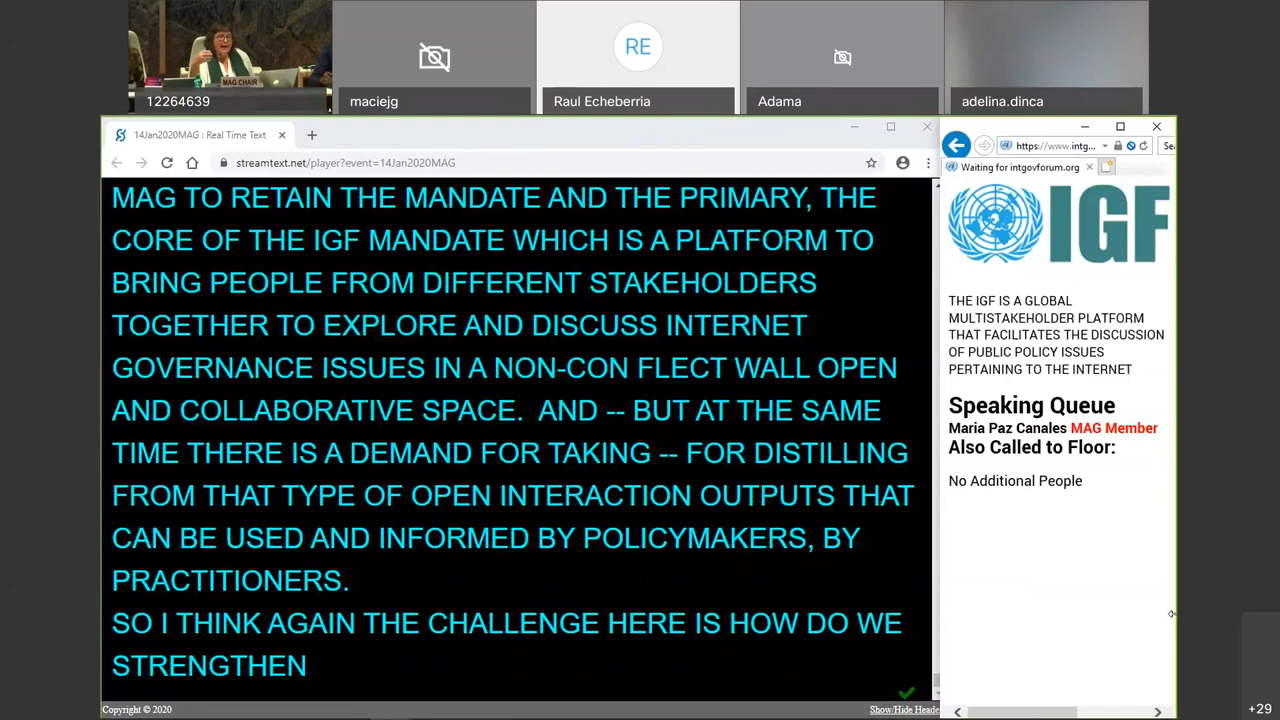 MAG CHAIR
12264639
maciejg
RE
Raul Echeberria
Adama
adelina.dinca
14Jan2020MAG : Real Time Text
streamtext.net/player?event=14Jan2020MAG
MAG TO RETAIN THE MANDATE AND THE PRIMARY, THE
CORE OF THE IGF MANDATE WHICH IS A PLATFORM TO
BRING PEOPLE FROM DIFFERENT STAKEHOLDERS
TOGETHER TO EXPLORE AND DISCUSS INTERNET
GOVERNANCE ISSUES IN A NON-CON FLECT WALL OPEN
AND COLLABORATIVE SPACE.  AND -- BUT AT THE SAME
TIME THERE IS A DEMAND FOR TAKING -- FOR DISTILLING
FROM THAT TYPE OF OPEN INTERACTION OUTPUTS THAT
CAN BE USED AND INFORMED BY POLICYMAKERS, BY
PRACTITIONERS.
SO I THINK AGAIN THE CHALLENGE HERE IS HOW DO WE
STRENGTHEN
Copyright © 2020
Show/Hide Heade
https://www.intg...
Sea
Waiting for intgovforum.org
IGF
THE IGF IS A GLOBAL
MULTISTAKEHOLDER PLATFORM
THAT FACILITATES THE DISCUSSION
OF PUBLIC POLICY ISSUES
PERTAINING TO THE INTERNET
Speaking Queue
Maria Paz Canales MAG Member
Also Called to Floor:
No Additional People
+29